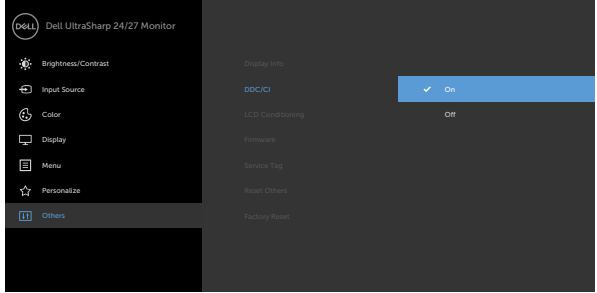 DELL Dell UltraSharp 24/27 Monitor
Brightness/Contrast Display Info
Input Source DDC/CI On
Color LCD Conditioning Off
Display Firmware
Menu Service Tag
Personalize Reset Others
Others Factory Reset